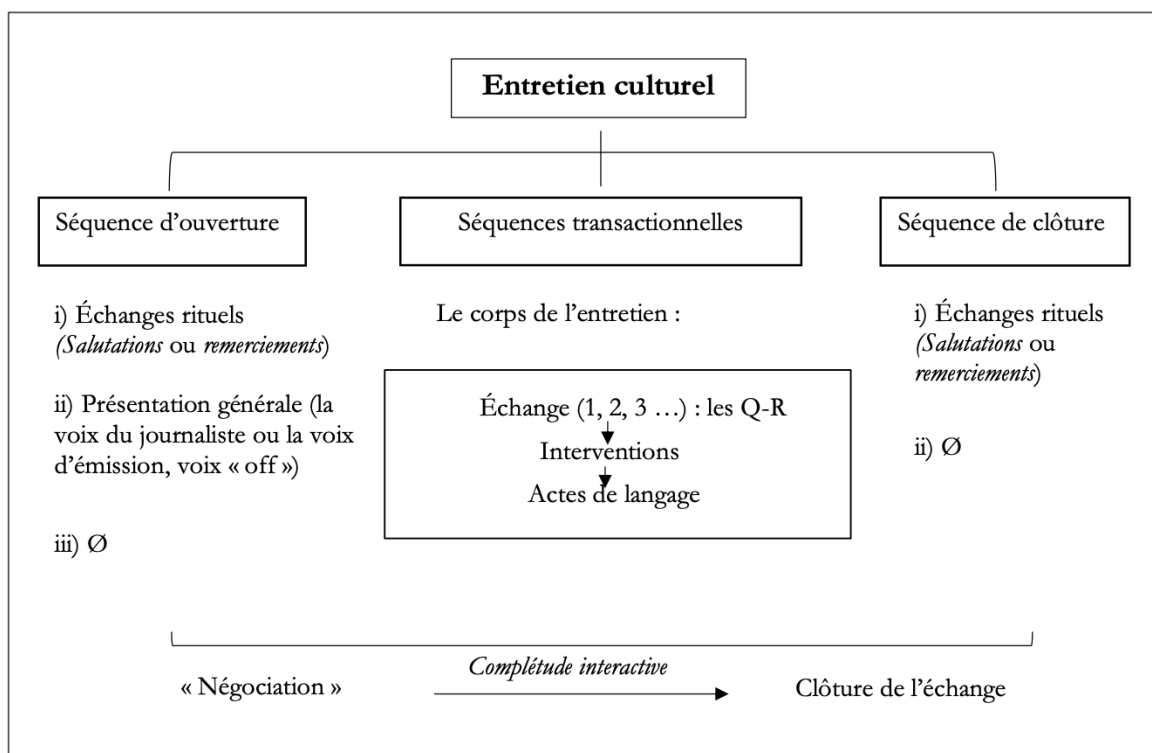 Entretien culturel
Séquence d’ouverture
Séquences transactionnelles
Séquence de clôture
i) Échanges rituels
(Salutations ou remerciements)
ii) Présentation générale (la
voix du journaliste ou la voix
d’émission, voix « off »)
iii) Ø
Le corps de l’entretien :
Échange (1, 2, 3 …) : les Q-R
Interventions
Actes de langage
i) Échanges rituels
(Salutations ou
remerciements)
ii) Ø
Complétude interactive
« Négociation »
Clôture de l’échange